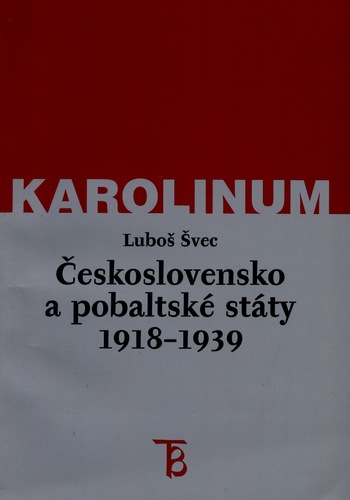 KAROLINUM
Luboš Švec
Československo
a pobaltské státy
1918–1939